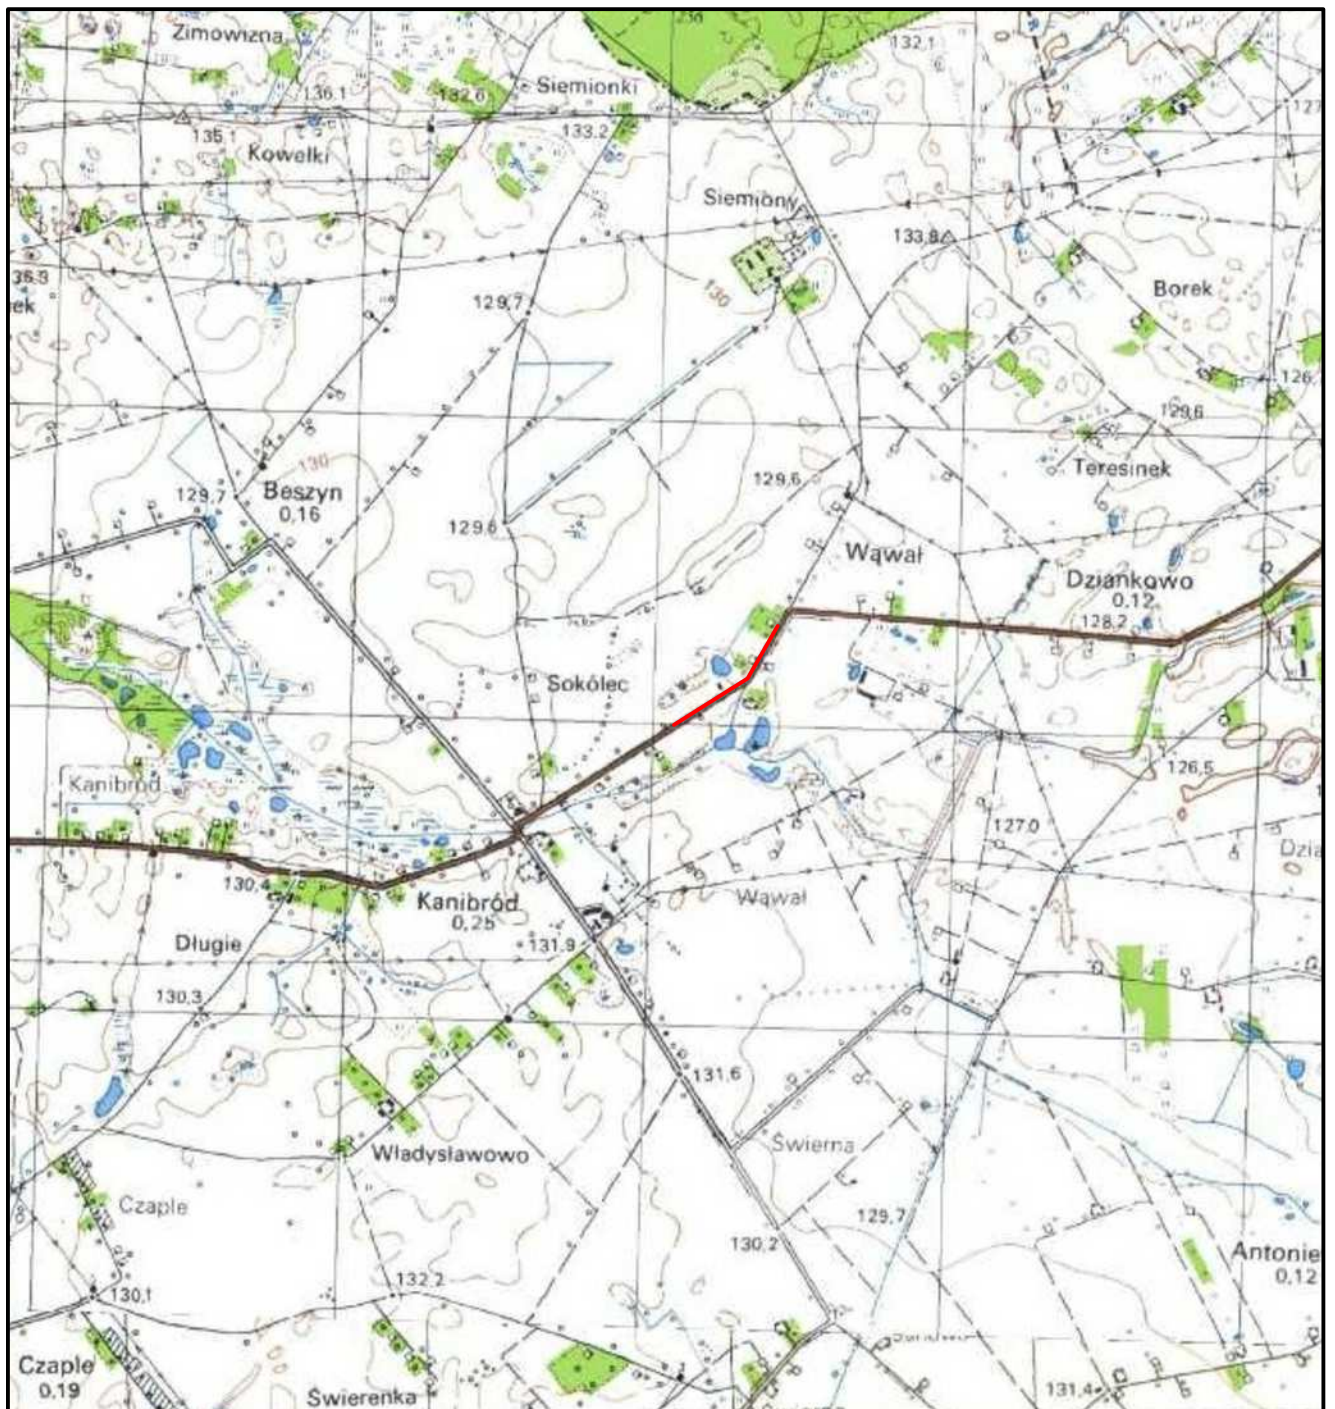 Zimowizna
132.1
Siemionki
136.1
132.6
133.2
135.1
Kowelki
Siemiony
133.8
130
Borek
129,7
129,6
129,6
Teresinek
130
129,7
Beszyn
0,16
129,6
Wąwał
Dziankowo
0.12
128.2
Sokólec
Kanibród
126,5
127.0
130,4
Kanibród
0,25
Wąwał
Długie
131.9
130,3
131.6
Świerna
Władysławowo
Czaple
129,7
130,2
Antonie
0,12
132,2
130,1
Czaple
0.19
Świerenka
131,4